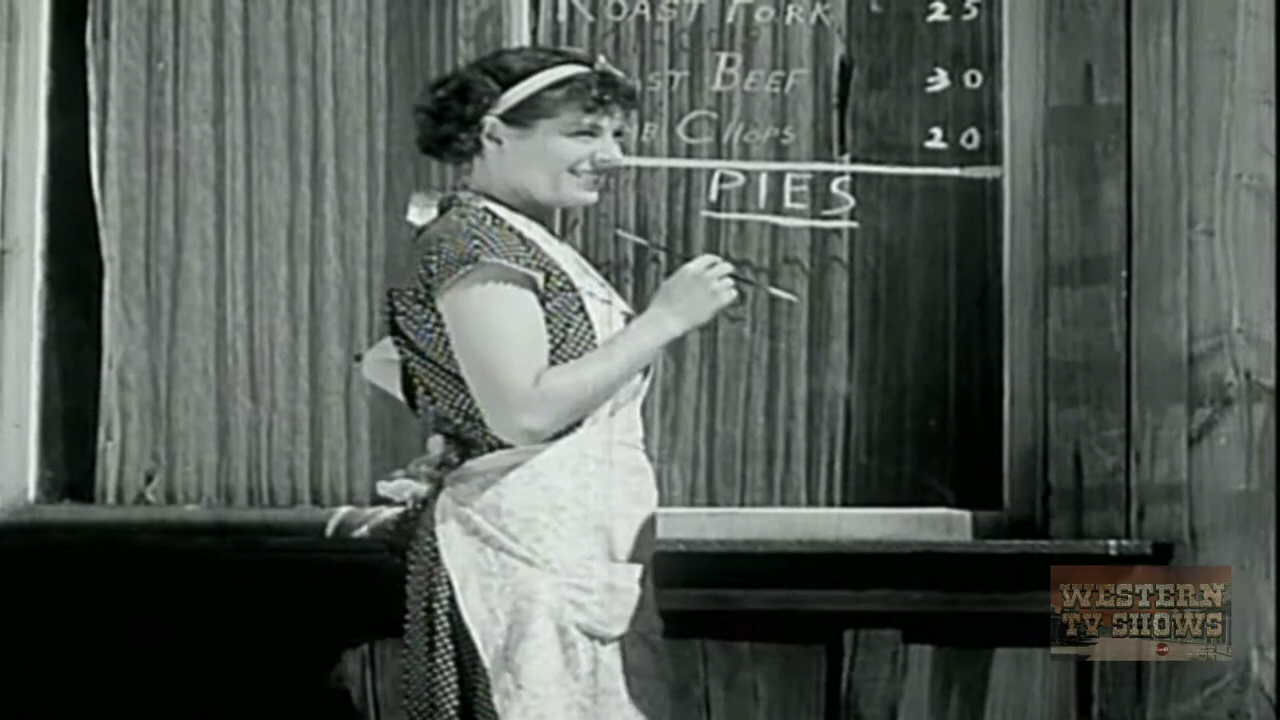 ROAST PORK 25
BEEF 30
CHOPS 20
PIES
WESTERN
TV SHOWS